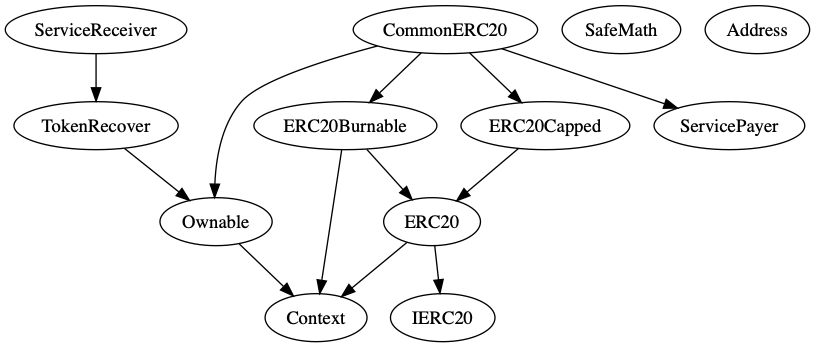 ServiceReceiver
CommonERC20
SafeMath
Address
TokenRecover
ERC20Burnable
ERC20Capped
ServicePayer
Ownable
ERC20
Context
IERC20